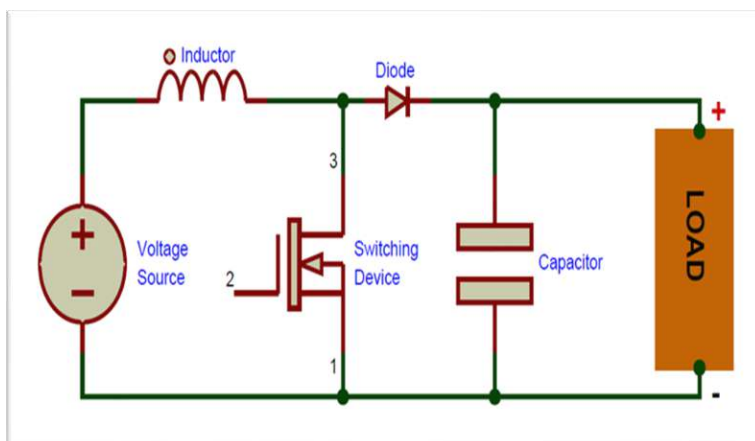 Inductor
Diode
+
3
LOAD
+
Voltage
Source
Switching
Device
Capacitor
2
−
1
-